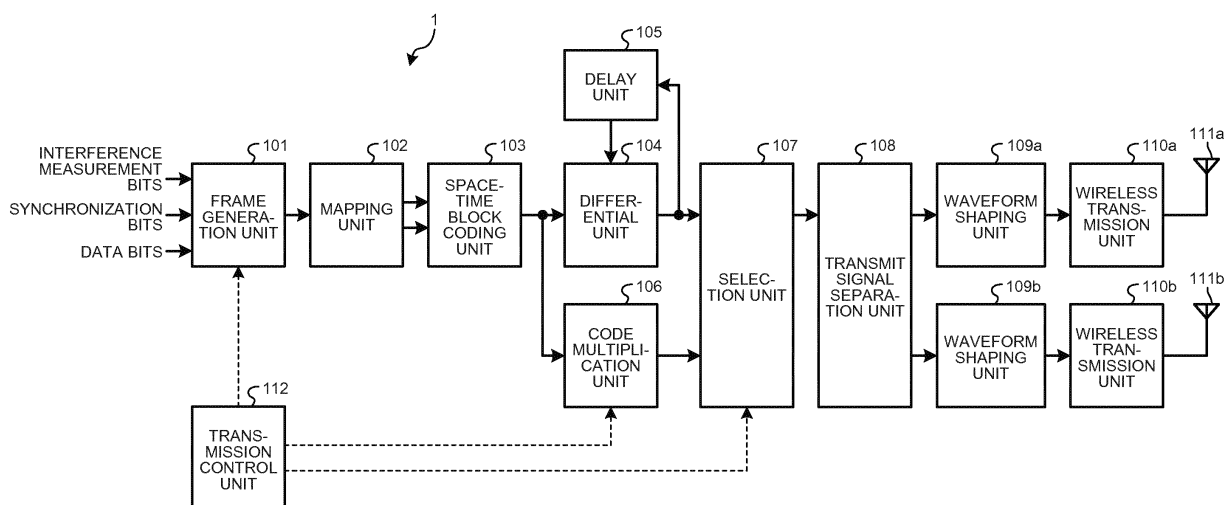 1
105
DELAY
UNIT
INTERFERENCE
MEASUREMENT
BITS
SYNCHRONIZATION
BITS
DATA BITS
101
FRAME
GENERA-
TION UNIT
102
MAPPING
UNIT
103
SPACE-
TIME
BLOCK
CODING
UNIT
104
DIFFER-
ENTIAL
UNIT
106
CODE
MULTIPLI-
CATION
UNIT
107
SELEC-
TION UNIT
108
TRANSMIT
SIGNAL
SEPARA-
TION UNIT
109a
WAVEFORM
SHAPING
UNIT
110a
WIRELESS
TRANS-
MISSION
UNIT
111a
109b
WAVEFORM
SHAPING
UNIT
110b
WIRELESS
TRAN-
SMISSION
UNIT
111b
112
TRANS-
MISSION
CONTROL
UNIT